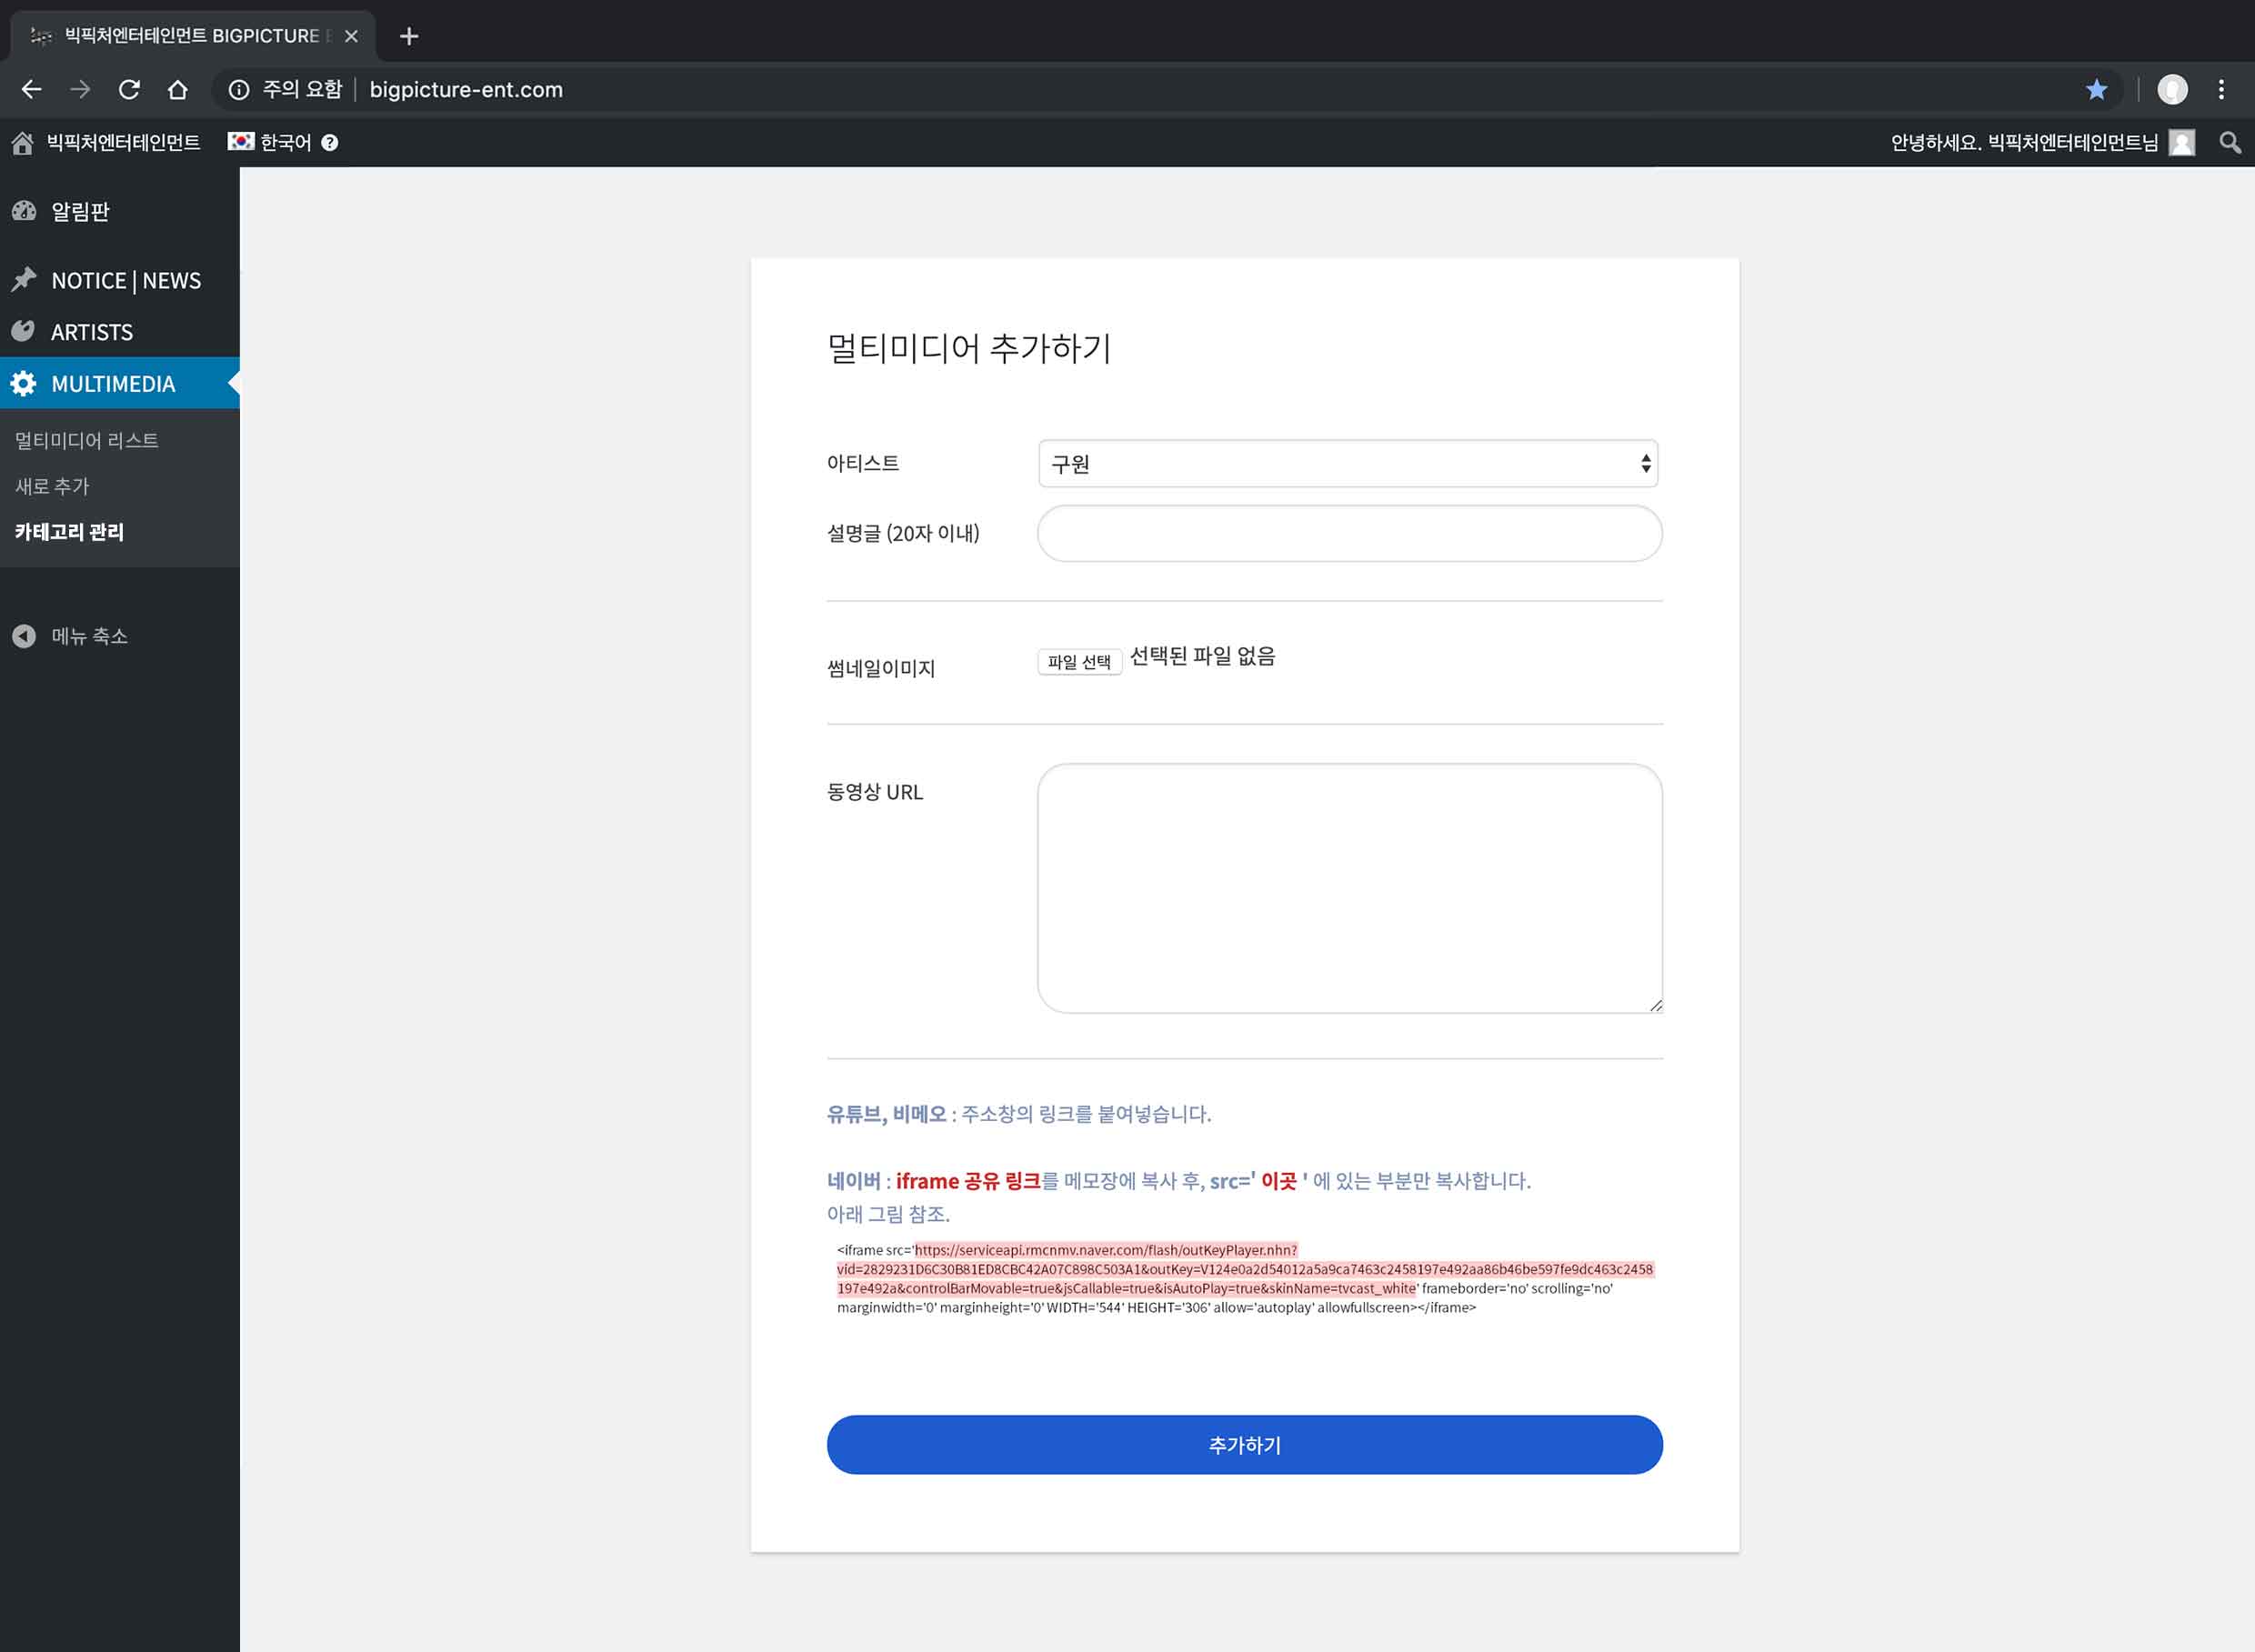 빅픽처엔터테인먼트 BIGPICTURE
주의 요함 bigpicture-ent.com
빅픽처엔터테인먼트 한국어 안녕하세요. 빅픽처엔터테인먼트님
알림판
NOTICE | NEWS
ARTISTS
MULTIMEDIA
멀티미디어 리스트
새로 추가
카테고리 관리
메뉴 축소
멀티미디어 추가하기
아티스트 구원
설명글 (20자 이내)
썸네일이미지 파일 선택 선택된 파일 없음
동영상 URL
유튜브, 비메오 : 주소창의 링크를 붙여넣습니다.
네이버 : iframe 공유 링크를 메모장에 복사 후, src=' 이곳 ' 에 있는 부분만 복사합니다.
아래 그림 참조.
<iframe src='https://serviceapi.rmcnmv.naver.com/flash/outKeyPlayer.nhn?
vid=2829231D6C30B81ED8CBC42A07C898C503A1&outKey=V124e0a2d54012a5a9ca7463c2458197e492aa86b46be597fe9dc463c2458
197e492a&controlBarMovable=true&jsCallable=true&isAutoPlay=true&skinName=tvcast_white' frameborder='no' scrolling='no'
marginwidth='0' marginheight='0' WIDTH='544' HEIGHT='306' allow='autoplay' allowfullscreen></iframe>
추가하기